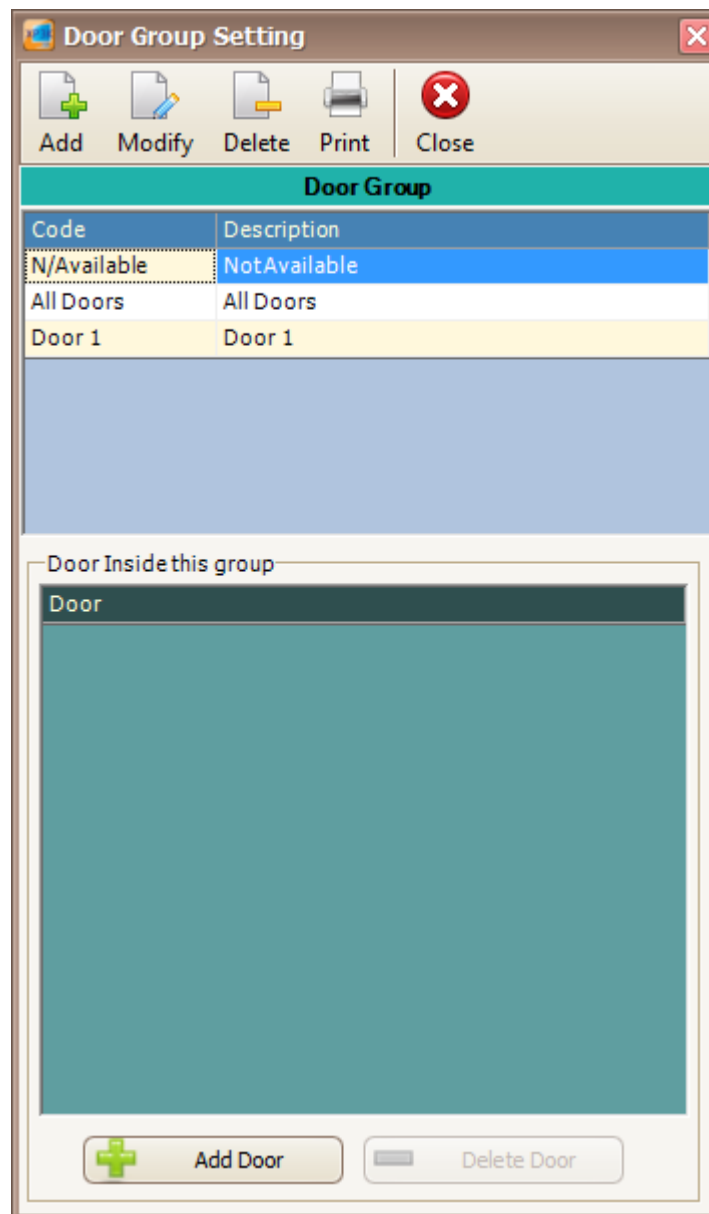 Door Group Setting
Add Modify Delete Print Close
Door Group
Code Description
N/Available NotAvailable
All Doors All Doors
Door 1 Door 1
Door Inside this group
Door
Add Door Delete Door